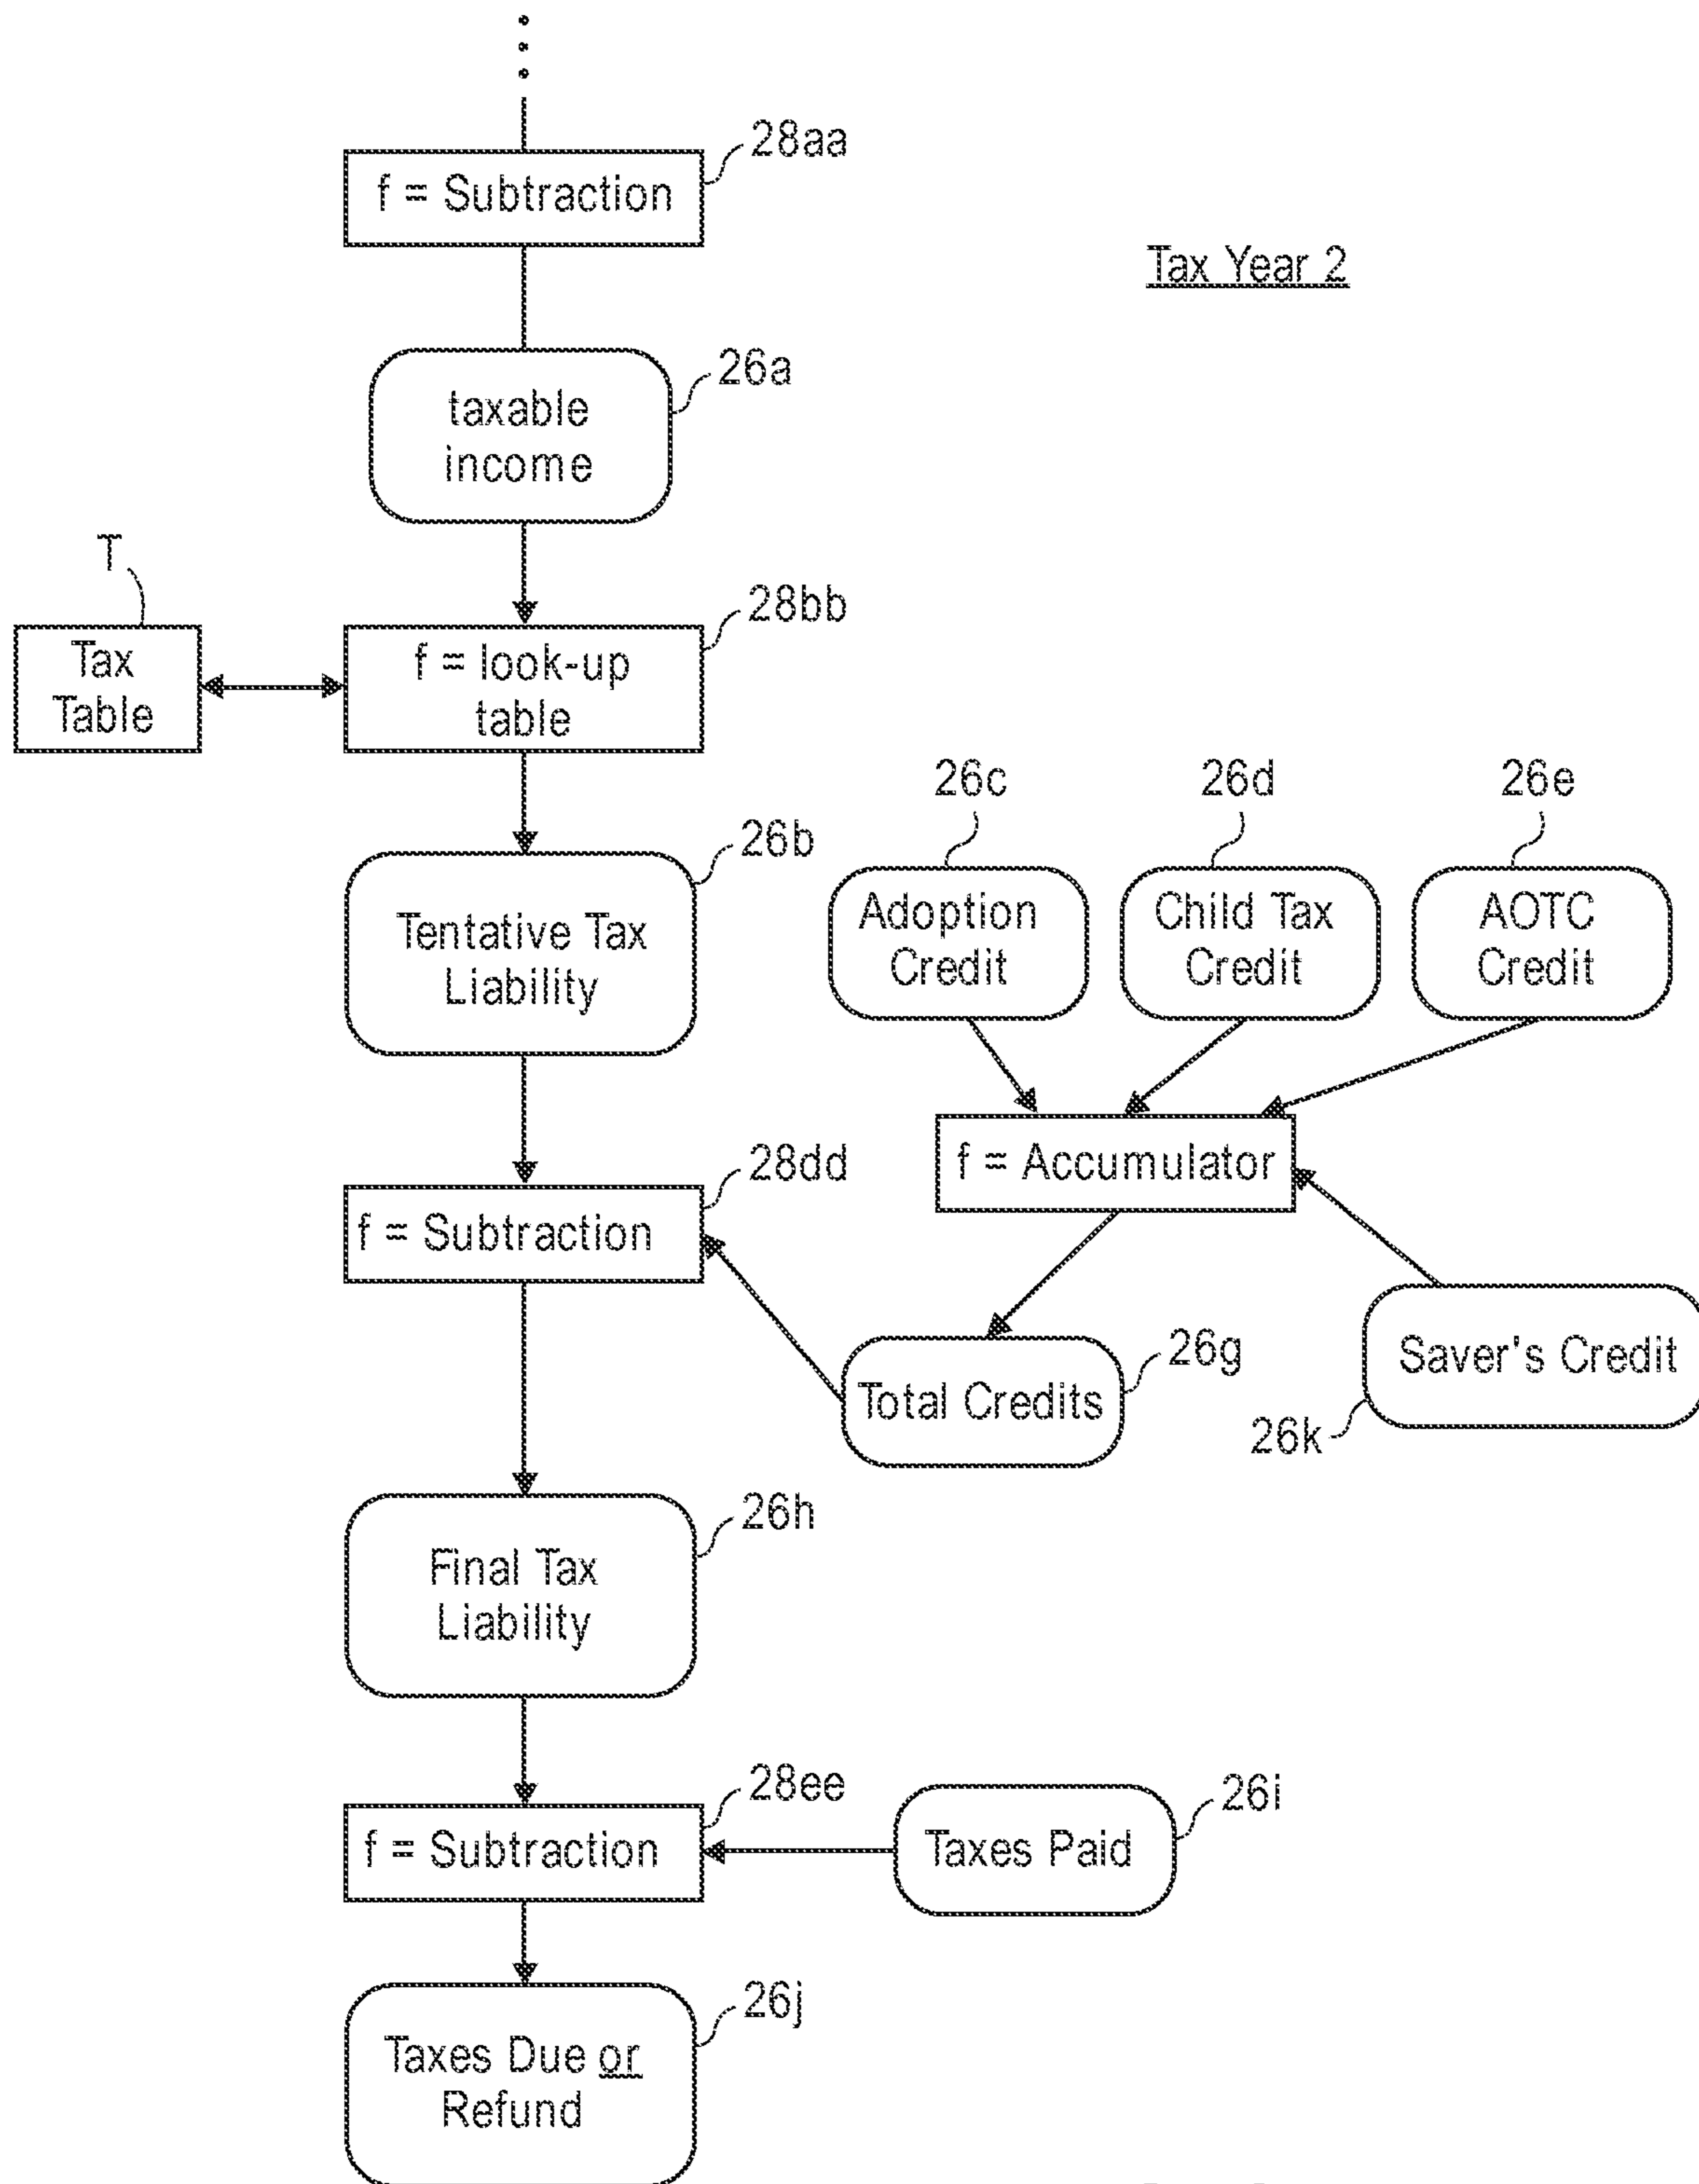 28aa
f = Subtraction
Tax Year 2
26a
taxable
income
T
28bb
Tax
Table
f = look-up
table
26c
26d
26e
26b
Adoption
Credit
Child Tax
Credit
AOTC
Credit
Tentative Tax
Liability
28dd
f = Accumulator
f = Subtraction
26g
Saver's Credit
Total Credits
26k
26h
Final Tax
Liability
28ee
26i
f = Subtraction
Taxes Paid
26j
Taxes Due or
Refund